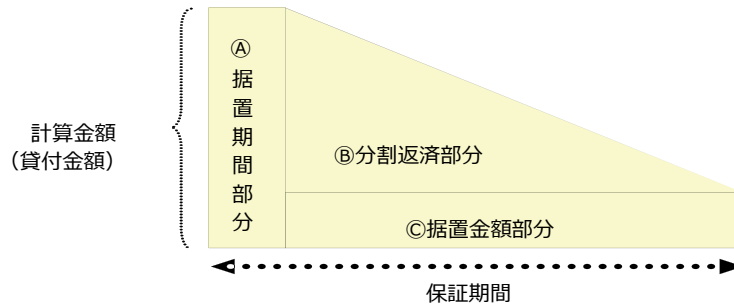 Ⓐ据置期間部分
計算金額
（貸付金額）
Ⓑ分割返済部分
Ⓒ据置金額部分
保証期間